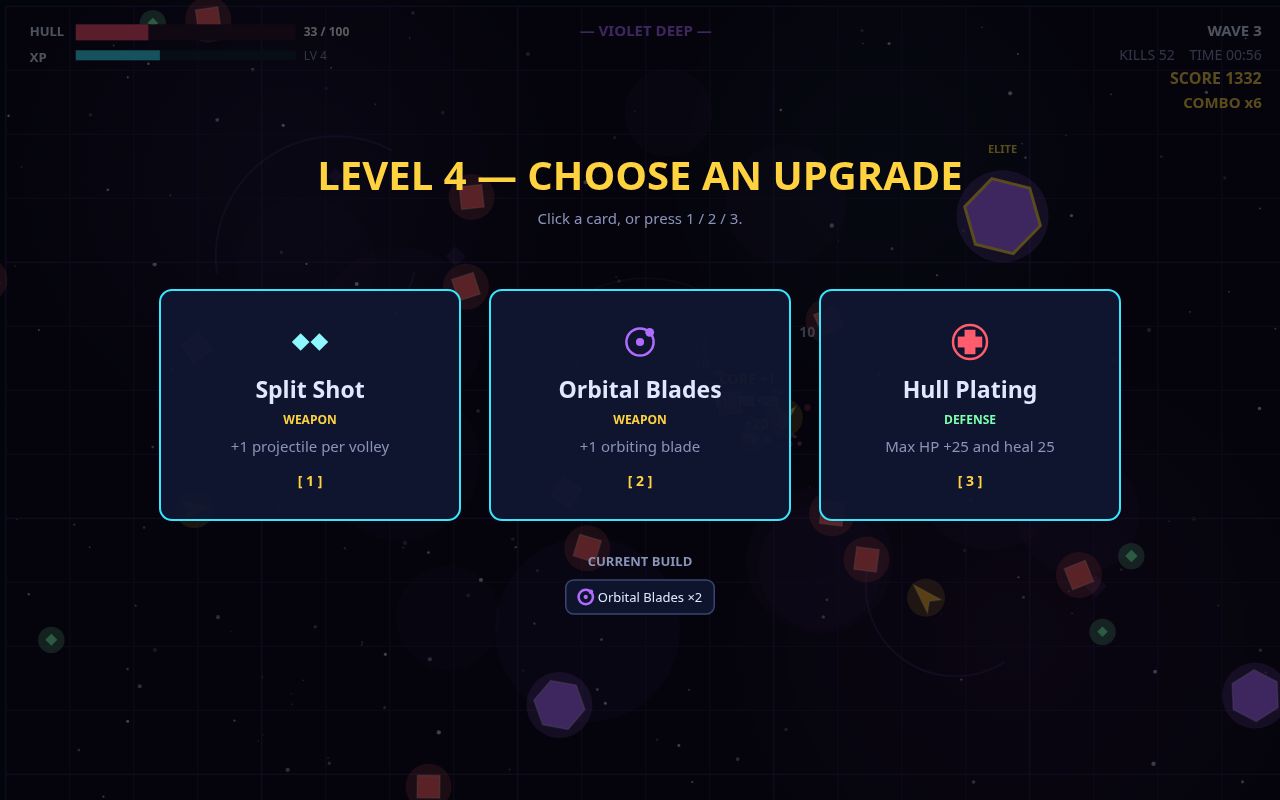 HULL
33 / 100
— VIOLET DEEP —
WAVE 3
XP
LV 4
KILLS 52 TIME 00:56
SCORE 1332
COMBO x6
ELITE
LEVEL 4 — CHOOSE AN UPGRADE
Click a card, or press 1 / 2 / 3.
10
Split Shot
WEAPON
+1 projectile per volley
[ 1 ]
Orbital Blades
WEAPON
+1 orbiting blade
[ 2 ]
Hull Plating
DEFENSE
Max HP +25 and heal 25
[ 3 ]
CURRENT BUILD
Orbital Blades ×2